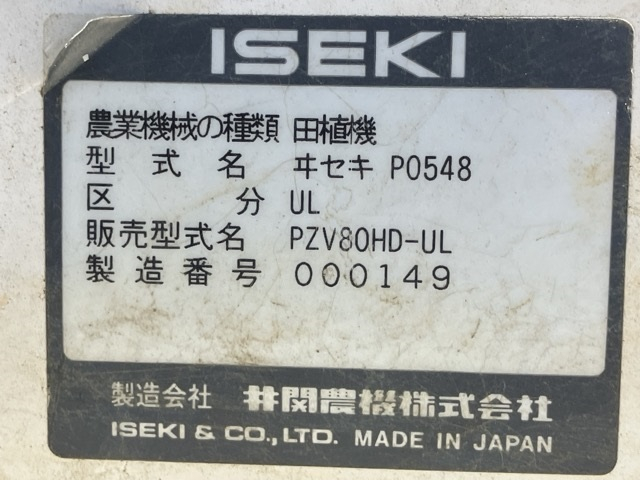 ISEKI
農業機械の種類 田植機
型式名 ヰセキ P0548
区分 UL
販売型式名 PZV80HD-UL
製造番号 000149
製造会社 井関農機株式会社
ISEKI & CO., LTD. MADE IN JAPAN